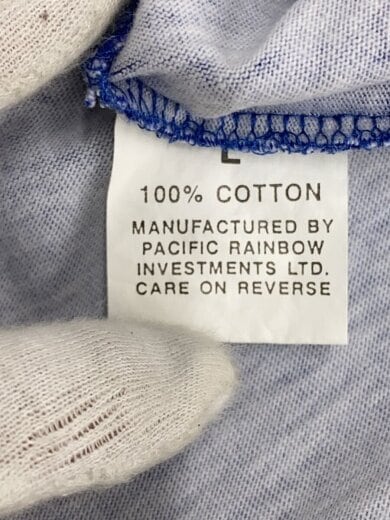 L
100% COTTON
MANUFACTURED BY
PACIFIC RAINBOW
INVESTMENTS LTD.
CARE ON REVERSE